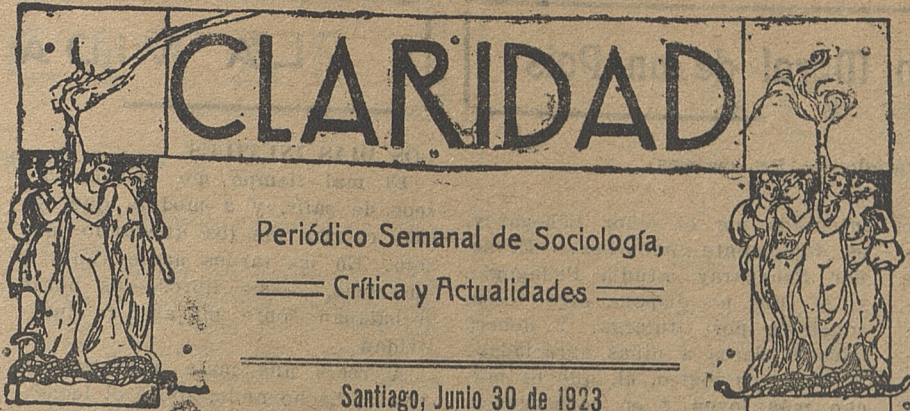 CLARIDAD
Periódico Semanal de Sociología,
Crítica y Actualidades
Santiago, Junio 30 de 1923